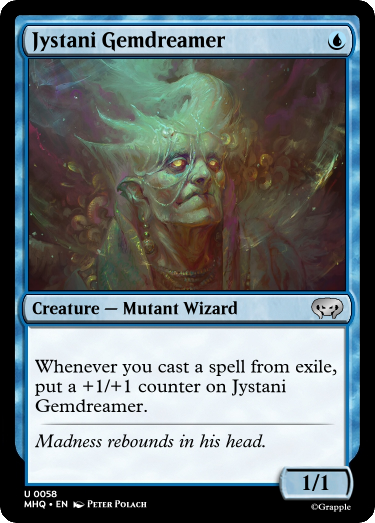 Jystani Gemdreamer
Creature — Mutant Wizard
Whenever you cast a spell from exile,
put a +1/+1 counter on Jystani
Gemdreamer.
Madness rebounds in his head.
1/1
U 0058
MHQ • EN Peter Polach
©Grapple